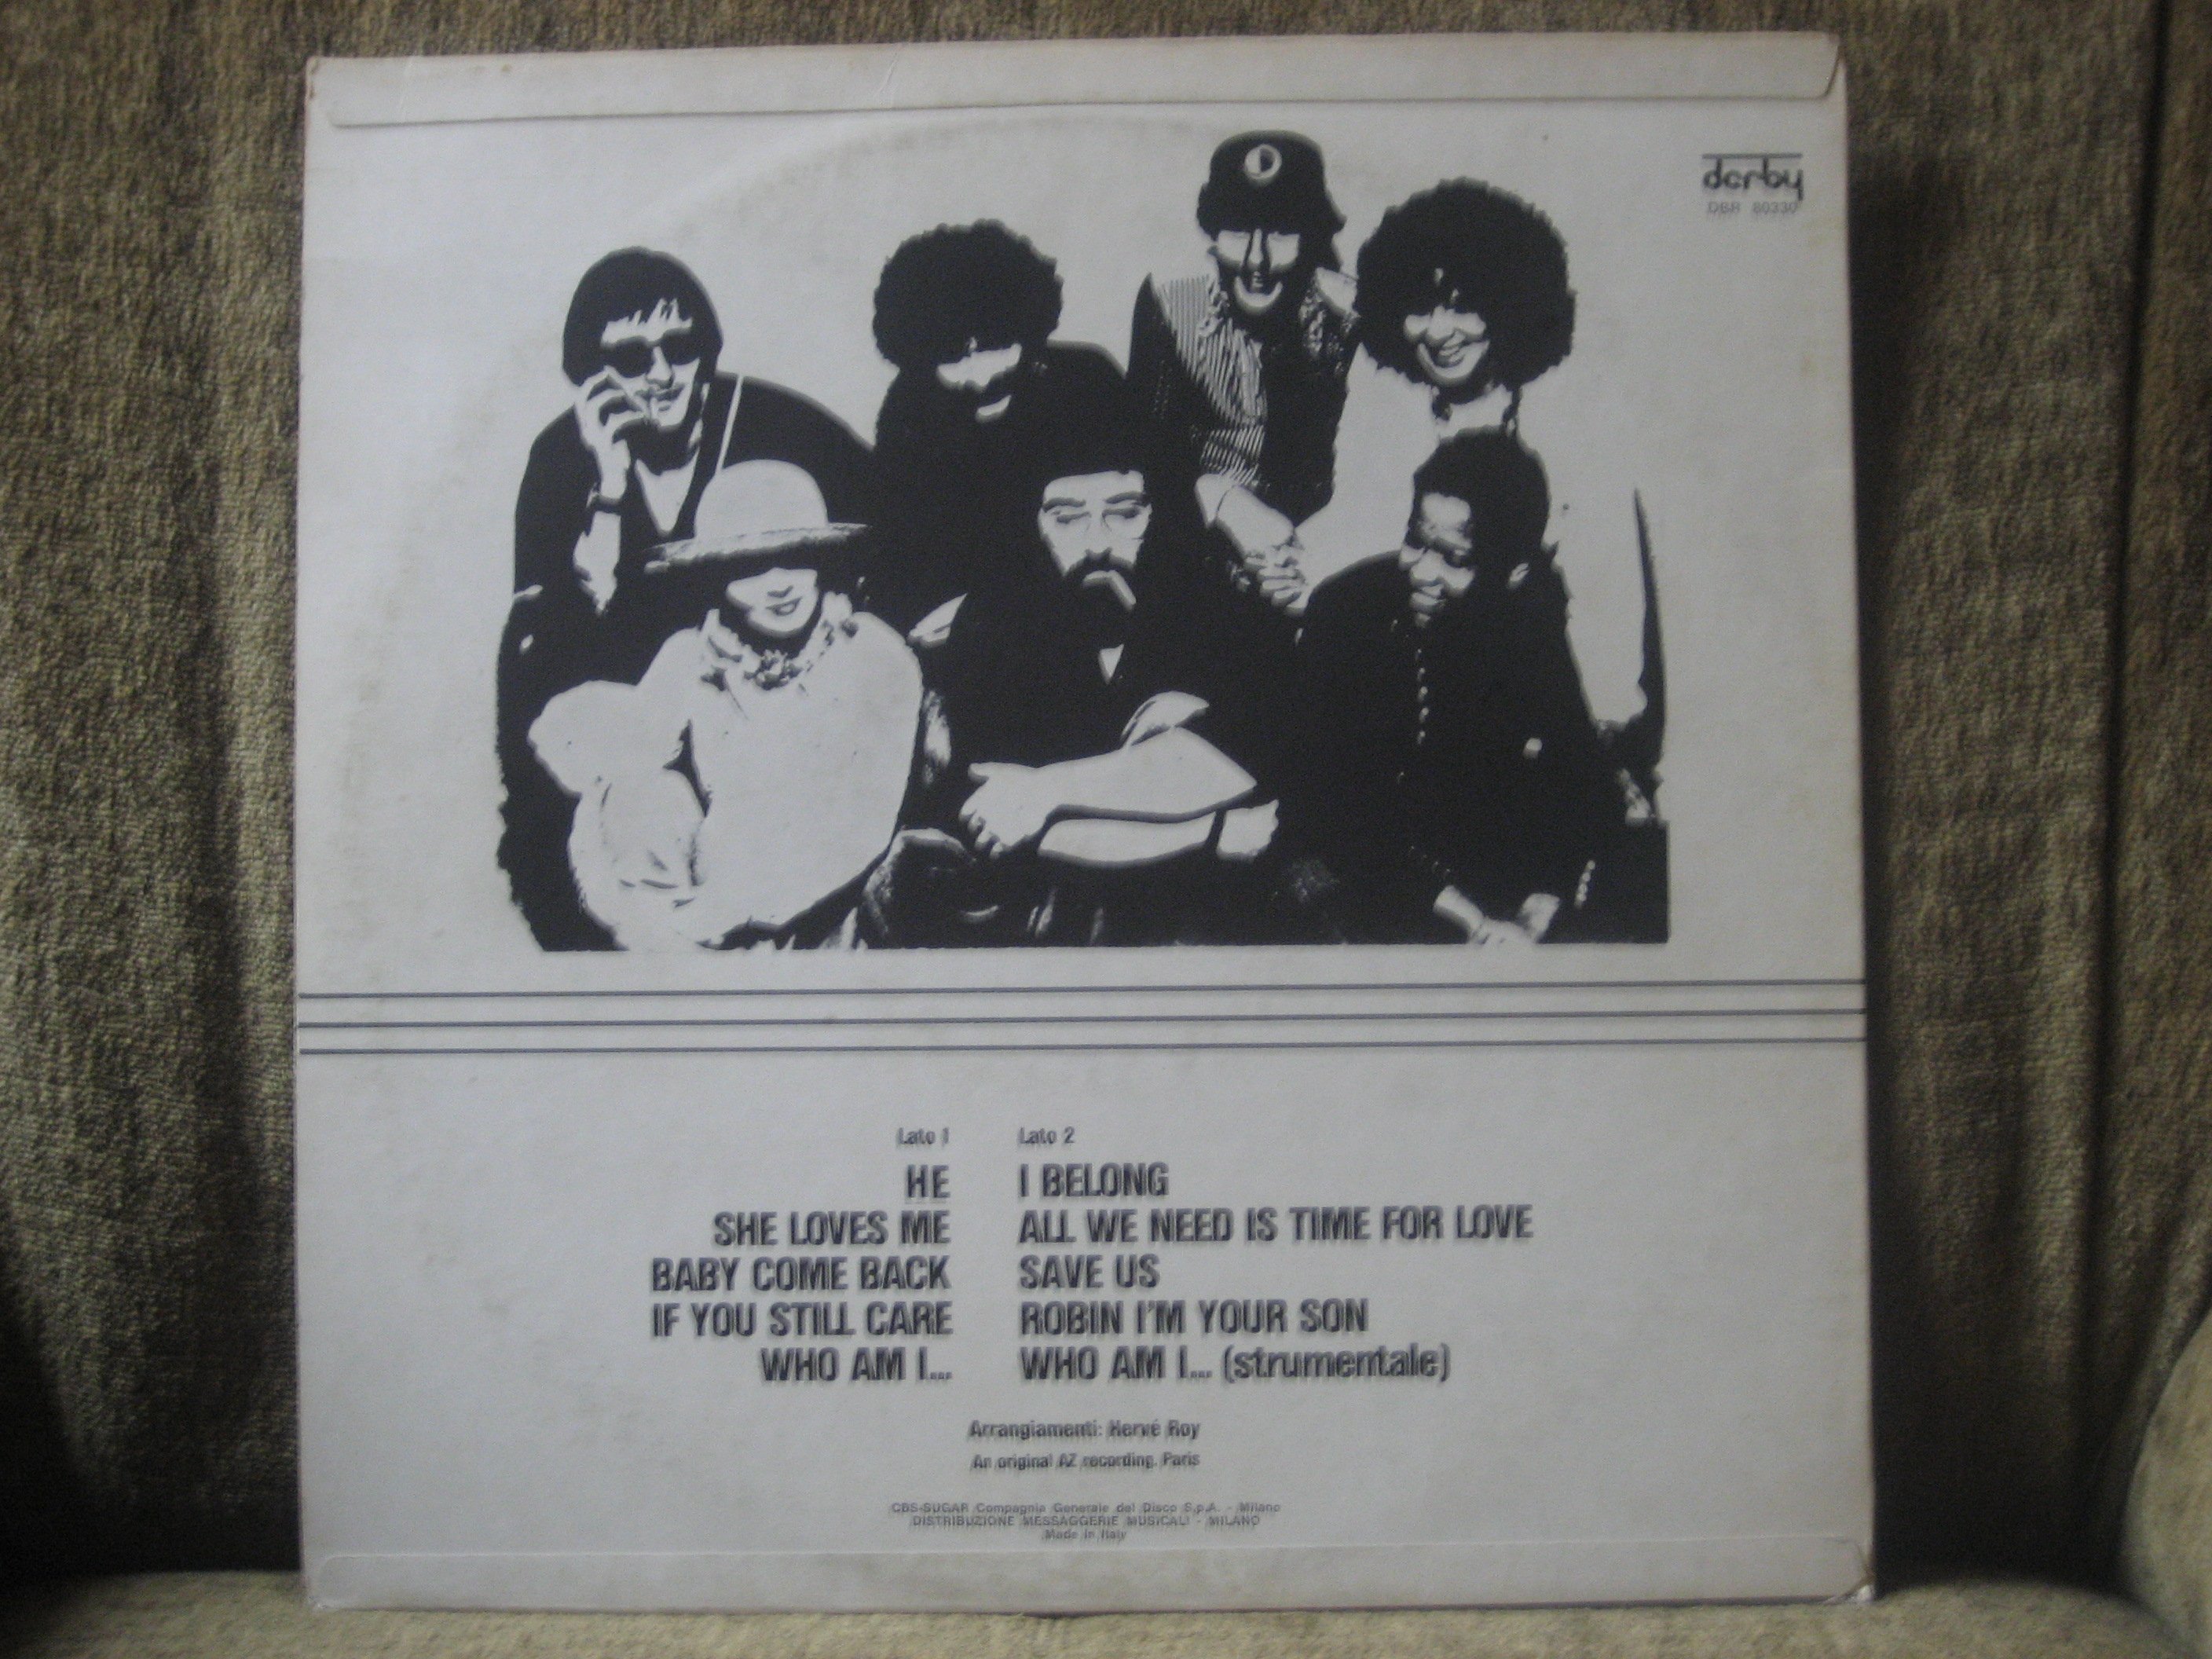 derby
DBR 80330
Lato 1
HE
SHE LOVES ME
BABY COME BACK
IF YOU STILL CARE
WHO AM I...
Lato 2
I BELONG
ALL WE NEED IS TIME FOR LOVE
SAVE US
ROBIN I'M YOUR SON
WHO AM I... (strumentale)
Arrangiamenti: Hervé Roy
An original AZ recording. Paris
CBS-SUGAR Compagnia Generale del Disco S.p.A. - Milano
DISTRIBUZIONE MESSAGGERIE MUSICALI - MILANO
Made in Italy